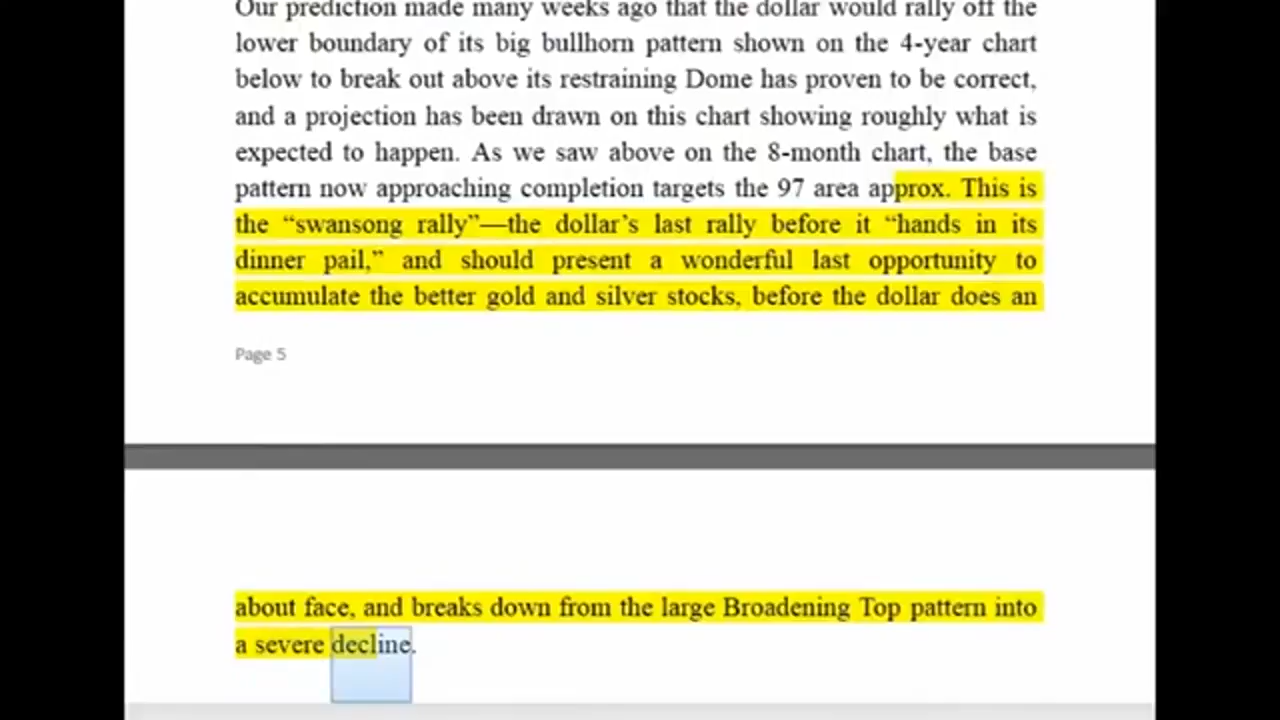 Our prediction made many weeks ago that the dollar would rally off the
lower boundary of its big bullhorn pattern shown on the 4-year chart
below to break out above its restraining Dome has proven to be correct,
and a projection has been drawn on this chart showing roughly what is
expected to happen. As we saw above on the 8-month chart, the base
pattern now approaching completion targets the 97 area approx. This is
the “swansong rally”—the dollar’s last rally before it “hands in its
dinner pail,” and should present a wonderful last opportunity to
accumulate the better gold and silver stocks, before the dollar does an
Page 5
about face, and breaks down from the large Broadening Top pattern into
a severe decline.